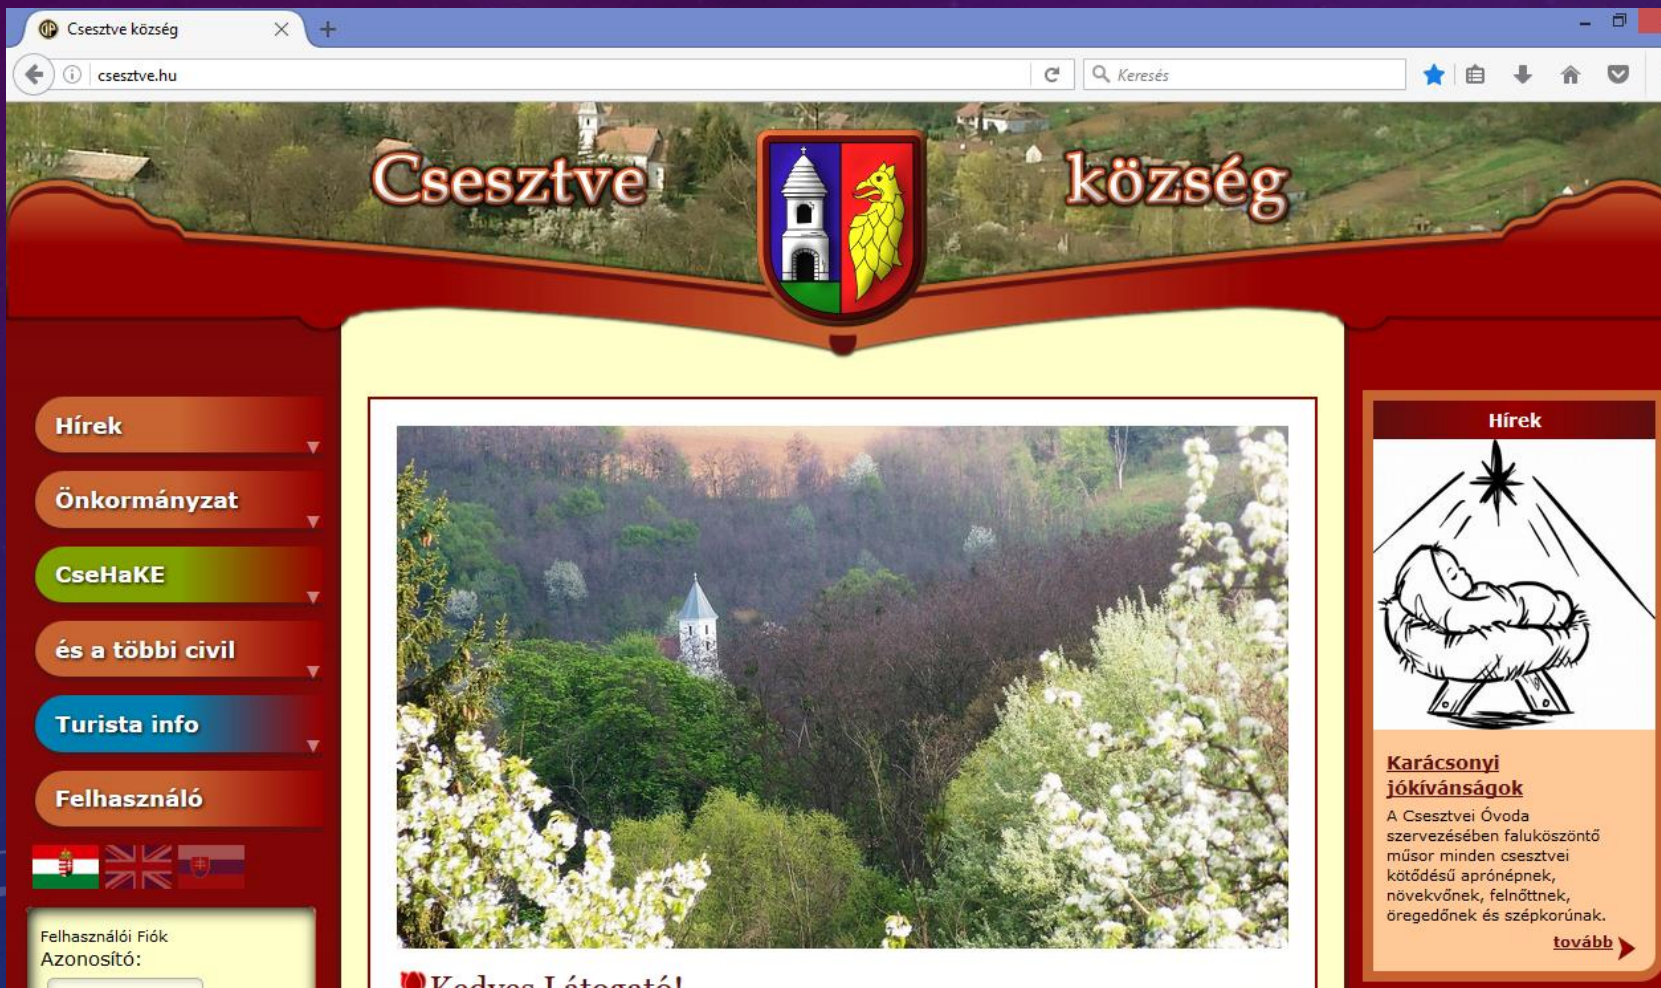 Csesztve község
csesztve.hu
Keresés
Csesztve község
Hírek
Önkormányzat
CseHaKE
és a többi civil
Turista info
Felhasználó
Felhasználói Fiók
Azonosító:
Kedves Látogató!
Hírek
Karácsonyi
jókívánságok
A Csesztvei Óvoda
szervezésében faluköszöntő
műsor minden csesztvei
kötődésű aprónépnek,
növekvőnek, felnőttnek,
öregedőnek és szépkorúnak.
tovább